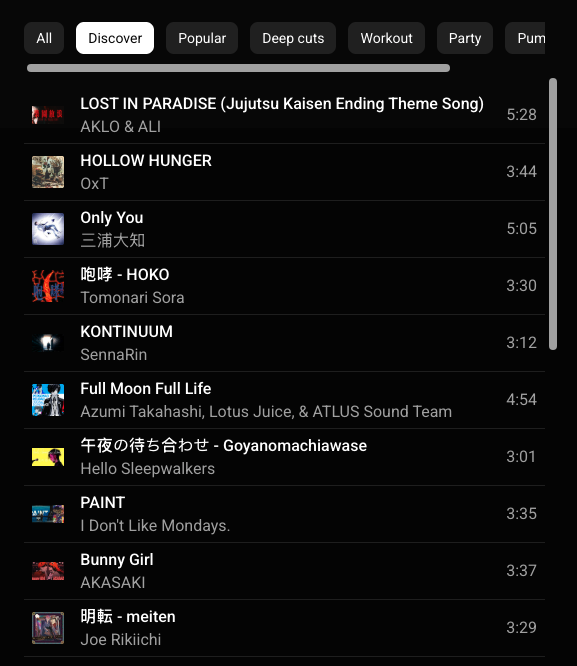 All
Discover
Popular
Deep cuts
Workout
Party
Pum
LOST IN PARADISE (Jujutsu Kaisen Ending Theme Song)
AKLO & ALI
5:28
HOLLOW HUNGER
OxT
3:44
Only You
三浦大知
5:05
咆哮 - HOKO
Tomonari Sora
3:30
KONTINUUM
SennaRin
3:12
Full Moon Full Life
Azumi Takahashi, Lotus Juice, & ATLUS Sound Team
4:54
午夜の待ち合わせ - Goyanomachiawase
Hello Sleepwalkers
3:01
PAINT
I Don't Like Mondays.
3:35
Bunny Girl
AKASAKI
3:37
明転 - meiten
Joe Rikiichi
3:29